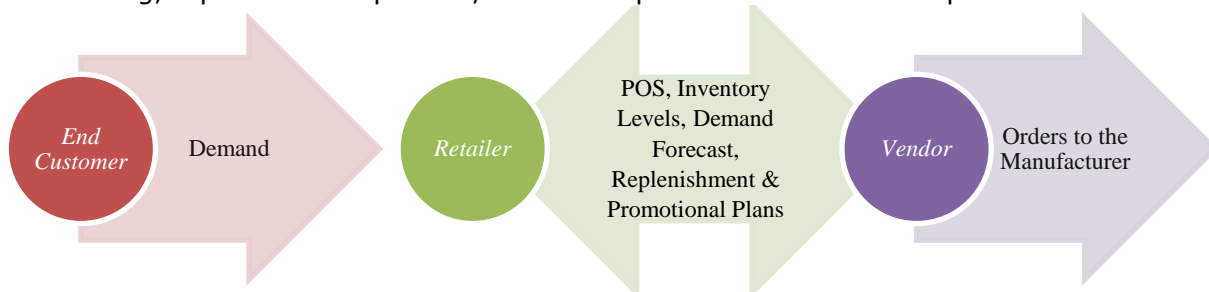 End
Customer
Demand
Retailer
POS, Inventory
Levels, Demand
Forecast,
Replenishment &
Promotional Plans
Vendor
Orders to the
Manufacturer